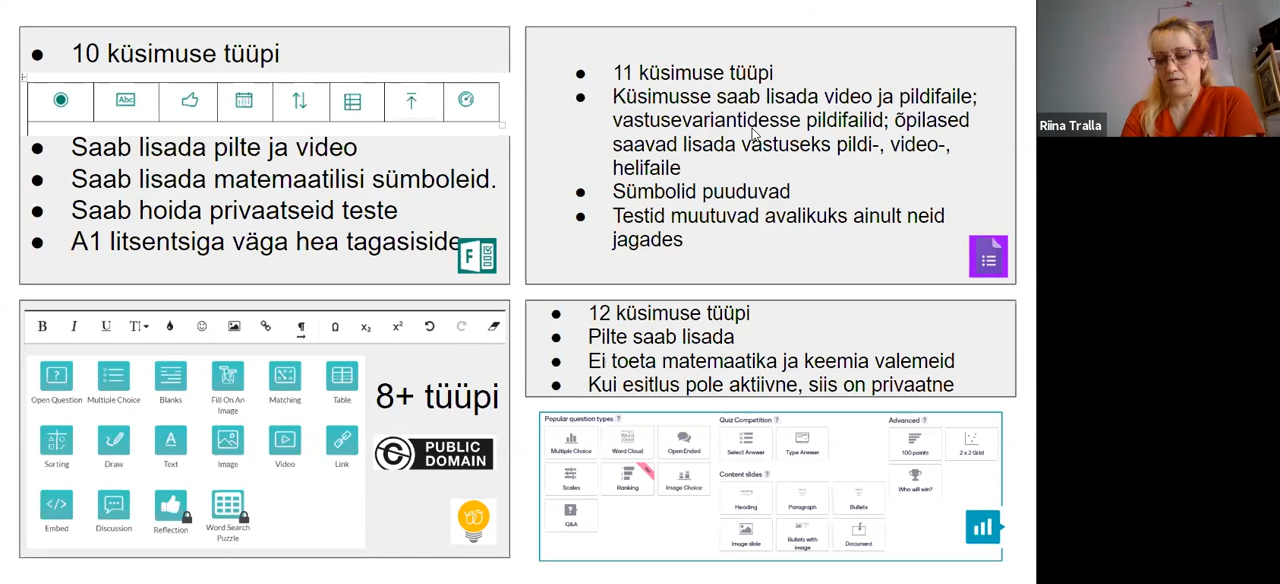 10 küsimuse tüüpi
Abc
Saab lisada pilte ja video
Saab lisada matemaatilisi sümboleid.
Saab hoida privaatseid teste
A1 litsentsiga väga hea tagasiside
F
11 küsimuse tüüpi
Küsimusse saab lisada video ja pildifaile;
vastusevariantidesse pildifailid; õpilased
saavad lisada vastuseks pildi-, video-,
helifaile
Sümbolid puuduvad
Testid muutuvad avalikuks ainult neid
jagades
Riina Tralla
B I U TI Ω x₂ x²
Open Question Multiple Choice Blanks Fill On An Image Matching Table
Sorting Draw Text Image Video Link
Embed Discussion Reflection Word Search Puzzle
8+ tüüpi
PUBLIC
DOMAIN
12 küsimuse tüüpi
Pilte saab lisada
Ei toeta matemaatika ja keemia valemeid
Kui esitlus pole aktiivne, siis on privaatne
Popular question types ?
Multiple Choice Word Cloud Open Ended
Scales Ranking Image Choice
Q&A
Quiz Competition ?
Select Answer Type Answer
Content slides ?
Heading Paragraph Bullets
Image slide Bullets with image Document
Advanced ?
100 points 2 x 2 Grid
Who will win?